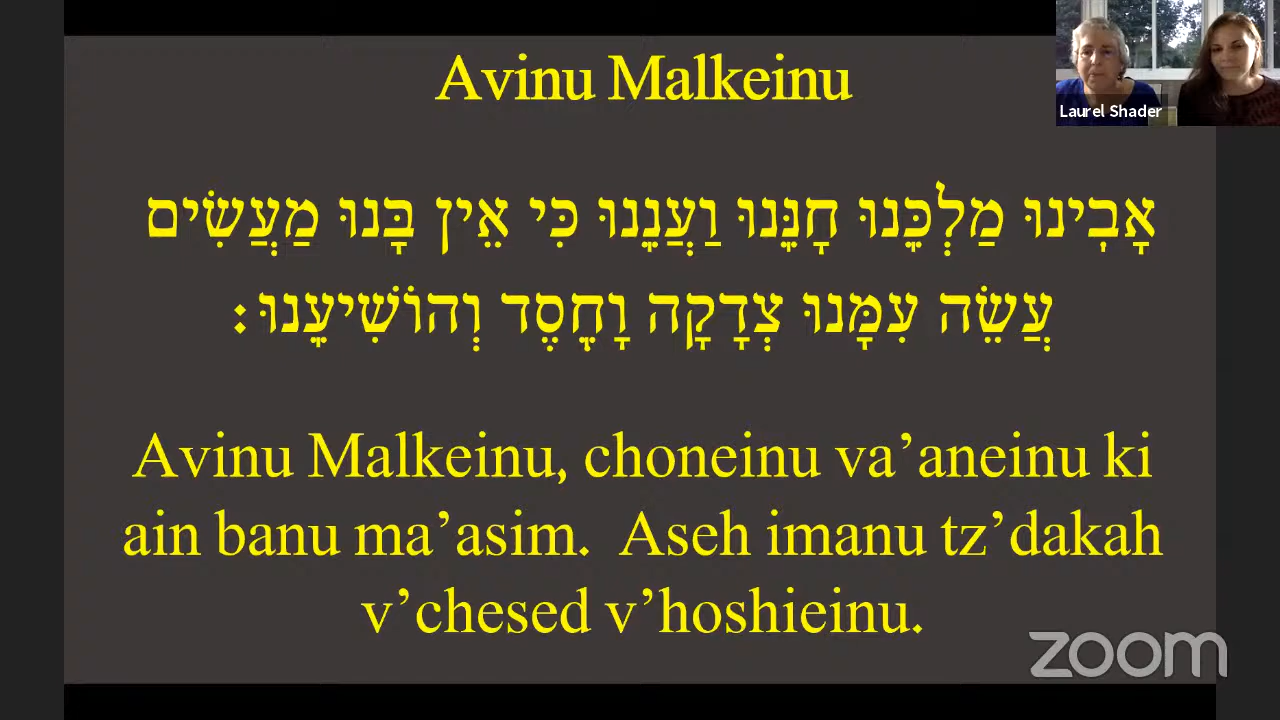 Avinu Malkeinu
Laurel Shader
אָבִֽינוּ מַלְכֵּֽנוּ חָנֵּֽנוּ וַעֲנֵֽנוּ כִּי אֵין בָּֽנוּ מַעֲשִׂים
עֲשֵׂה עִמָּֽנוּ צְדָקָה וָחֶֽסֶד וְהוֹשִׁיעֵֽנוּ׃
Avinu Malkeinu, choneinu va’aneinu ki
ain banu ma’asim.  Aseh imanu tz’dakah
v’chesed v’hoshieinu.
zoom